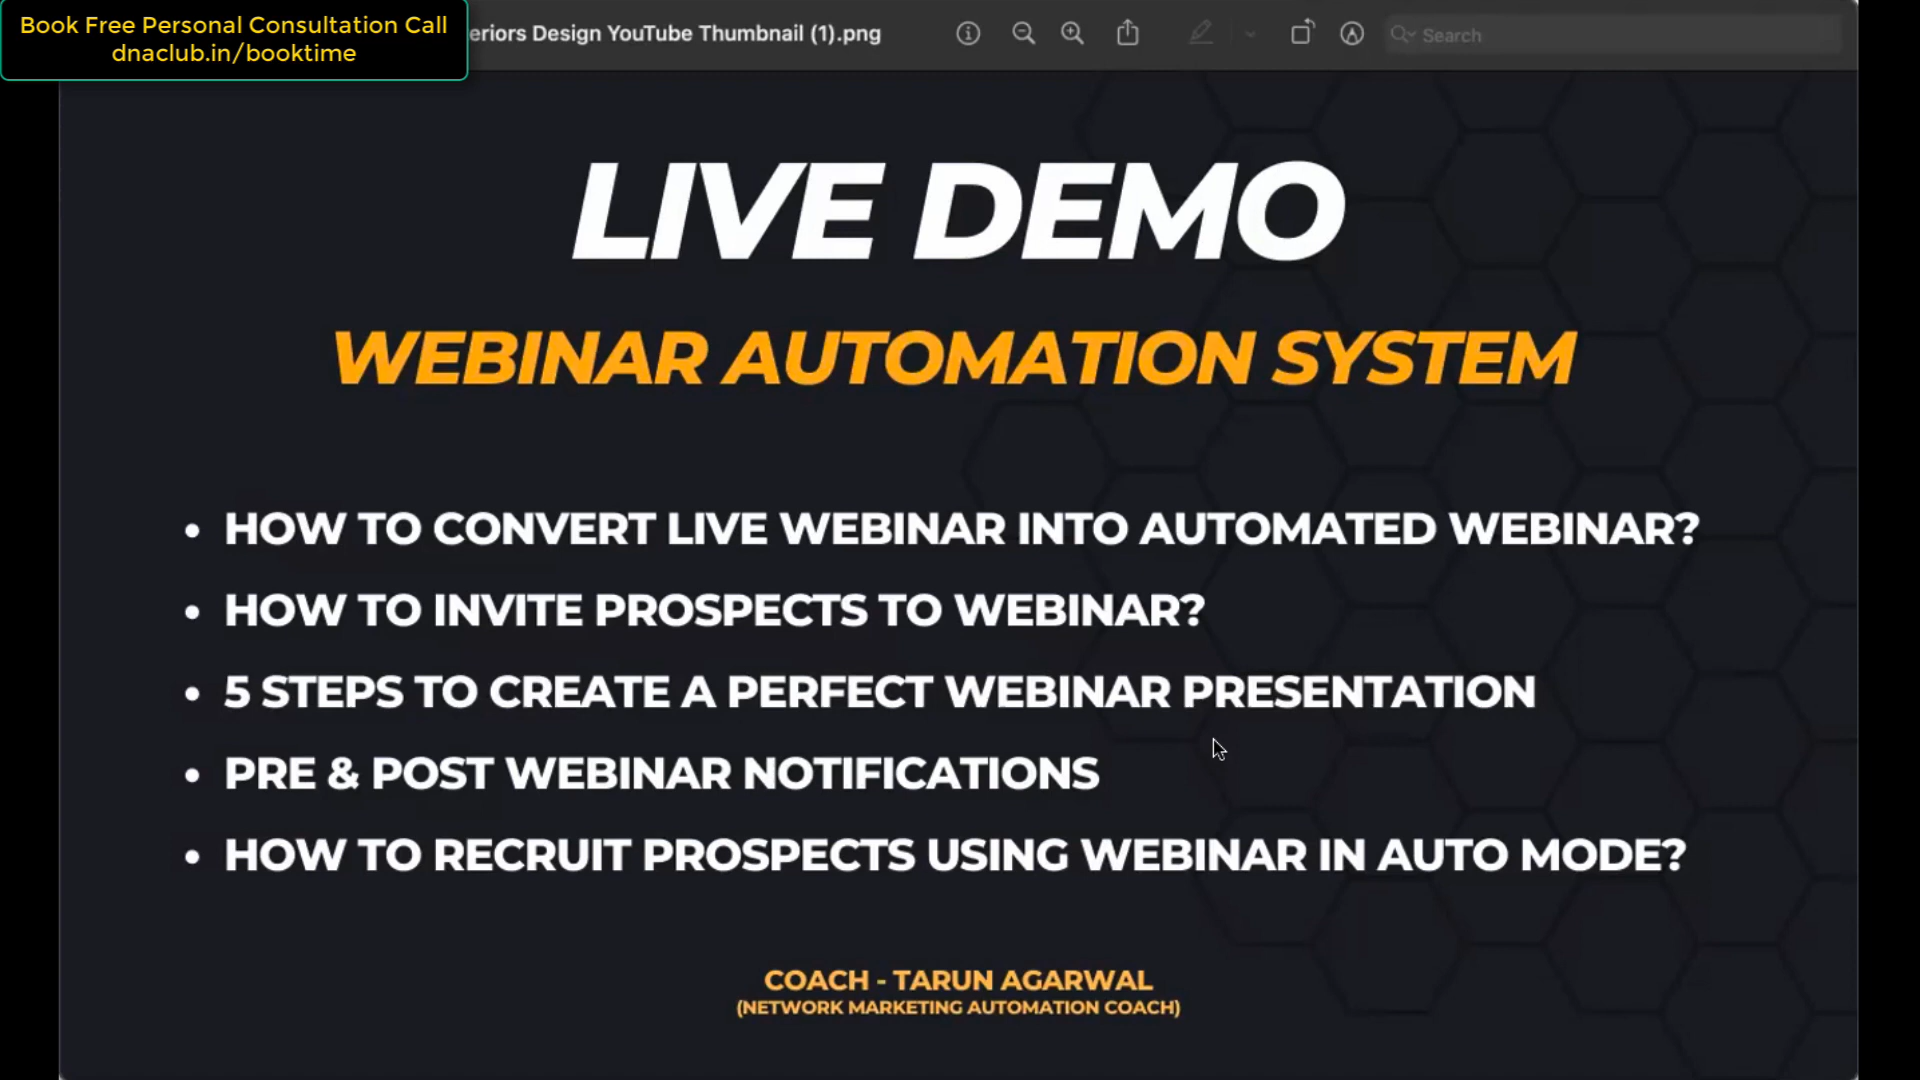 Book Free Personal Consultation Call
dnaclub.in/booktime
eriors Design YouTube Thumbnail (1).png
Search
LIVE DEMO
WEBINAR AUTOMATION SYSTEM
• HOW TO CONVERT LIVE WEBINAR INTO AUTOMATED WEBINAR?
• HOW TO INVITE PROSPECTS TO WEBINAR?
• 5 STEPS TO CREATE A PERFECT WEBINAR PRESENTATION
• PRE & POST WEBINAR NOTIFICATIONS
• HOW TO RECRUIT PROSPECTS USING WEBINAR IN AUTO MODE?
COACH - TARUN AGARWAL
(NETWORK MARKETING AUTOMATION COACH)